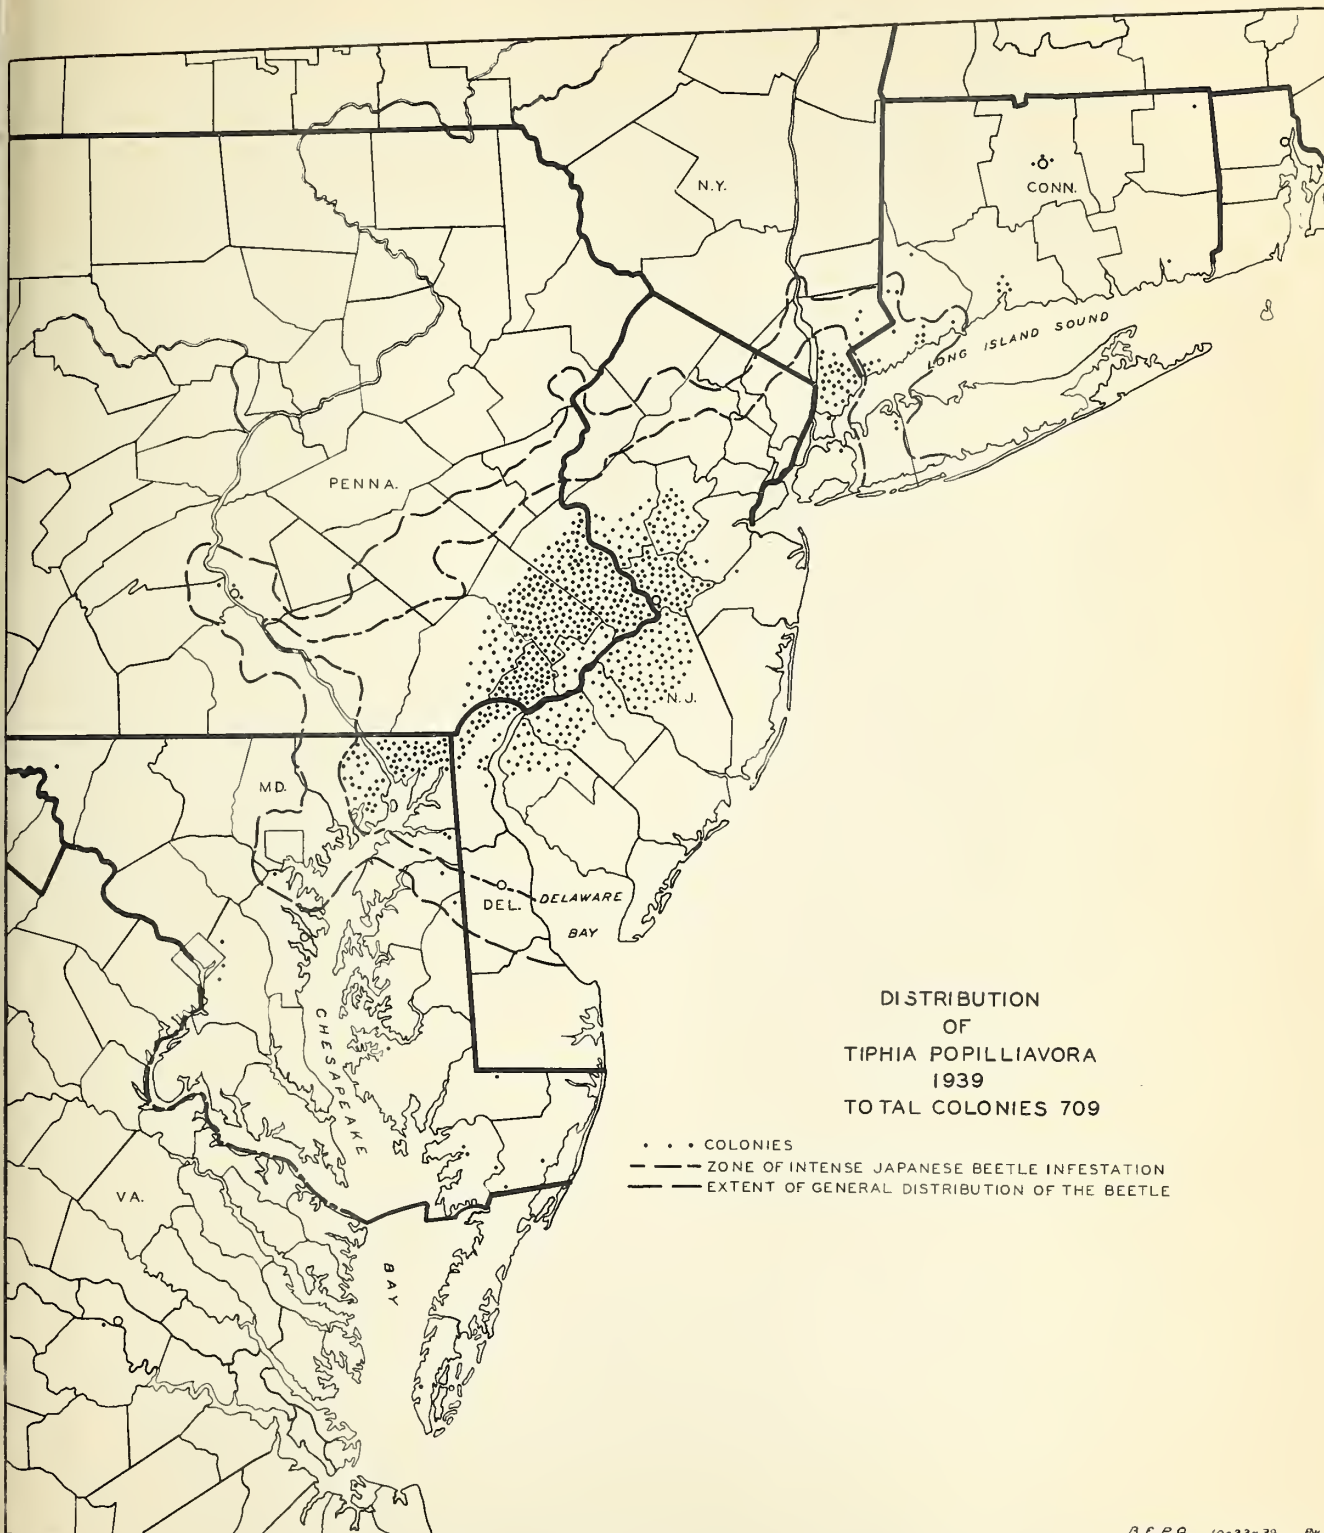 N.Y.
CONN.
LONG ISLAND SOUND
PENNA.
N.J.
MD.
DEL.
DELAWARE
BAY
CHESAPEAKE
BAY
VA.
DISTRIBUTION
OF
TIPHIA POPILLIAVORA
1939
TOTAL COLONIES 709
COLONIES
ZONE OF INTENSE JAPANESE BEETLE INFESTATION
EXTENT OF GENERAL DISTRIBUTION OF THE BEETLE